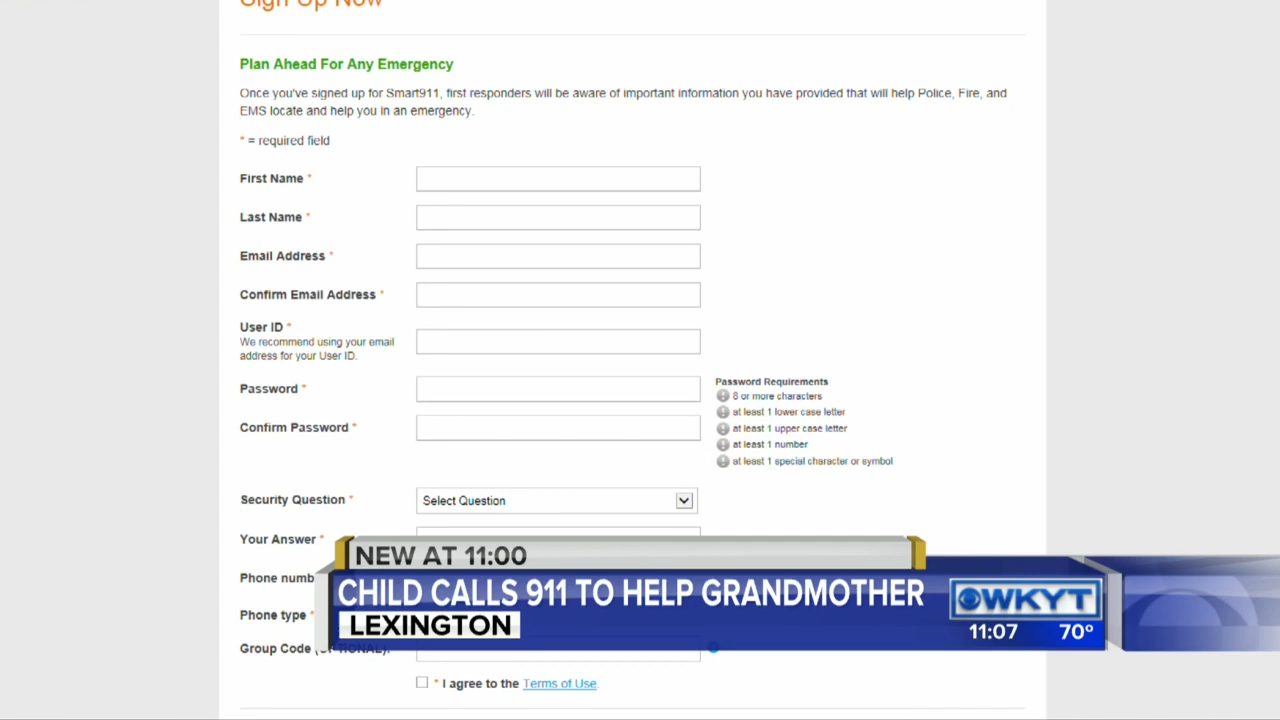 Sign Up Now
Plan Ahead For Any Emergency
Once you've signed up for Smart911, first responders will be aware of important information you have provided that will help Police, Fire, and
EMS locate and help you in an emergency.
* = required field
First Name *
Last Name *
Email Address *
Confirm Email Address *
User ID *
We recommend using your email
address for your User ID.
Password *
Password Requirements
8 or more characters
at least 1 lower case letter
at least 1 upper case letter
at least 1 number
at least 1 special character or symbol
Confirm Password *
Security Question *
Select Question
Your Answer *
Phone numb
Phone type *
Group Code (OPTIONAL):
* I agree to the Terms of Use.
NEW AT 11:00
CHILD CALLS 911 TO HELP GRANDMOTHER
LEXINGTON
WKYT
11:07 70°